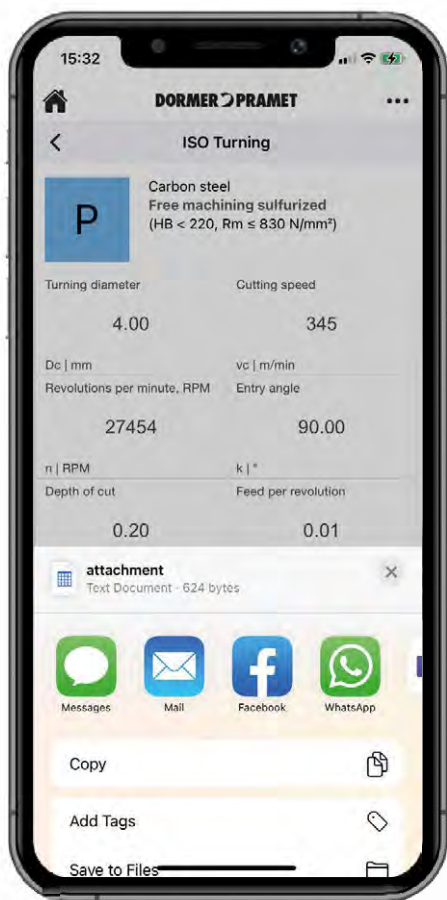 15:32
DORMER PRAMET
ISO Turning
P
Carbon steel
Free machining sulfurized
(HB < 220, Rm ≤ 830 N/mm²)
Turning diameter Cutting speed
4.00 345
Dc | mm vc | m/min
Revolutions per minute, RPM Entry angle
27454 90.00
n | RPM k | °
Depth of cut Feed per revolution
0.20 0.01
attachment
Text Document - 624 bytes
Messages Mail Facebook WhatsApp
Copy
Add Tags
Save to Files